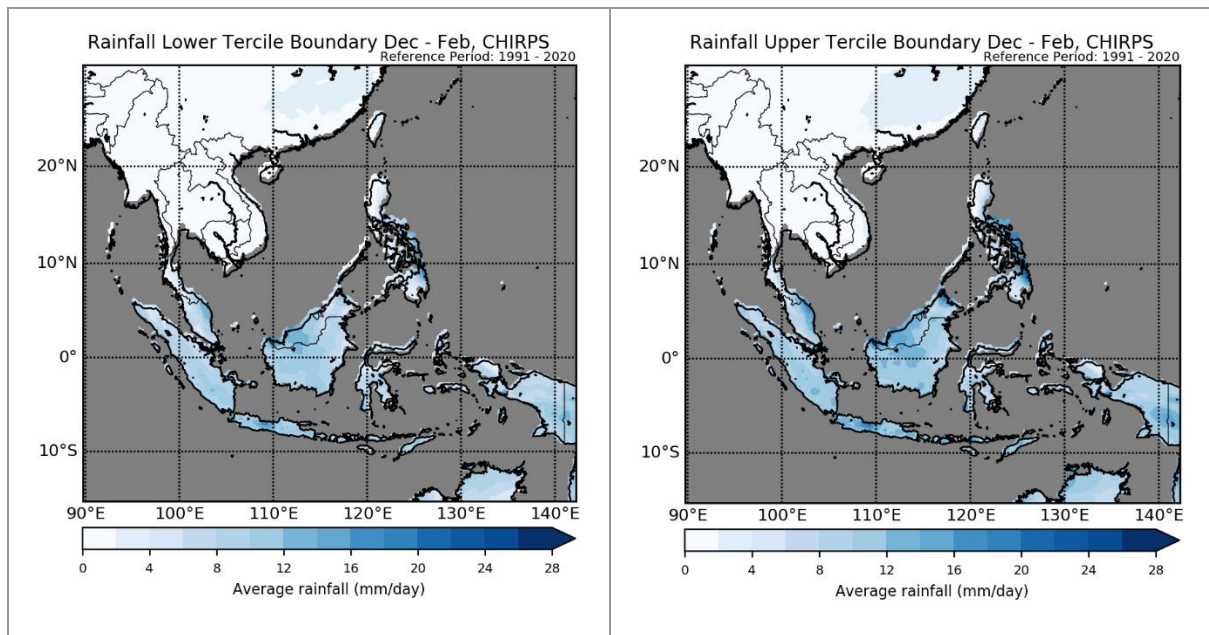 Rainfall Lower Tercile Boundary Dec - Feb, CHIRPS
Reference Period: 1991 - 2020
20°N
10°N
0°
10°S
90°E 100°E 110°E 120°E 130°E 140°E
0 4 8 12 16 20 24 28
Average rainfall (mm/day)
Rainfall Upper Tercile Boundary Dec - Feb, CHIRPS
Reference Period: 1991 - 2020
20°N
10°N
0°
10°S
90°E 100°E 110°E 120°E 130°E 140°E
0 4 8 12 16 20 24 28
Average rainfall (mm/day)